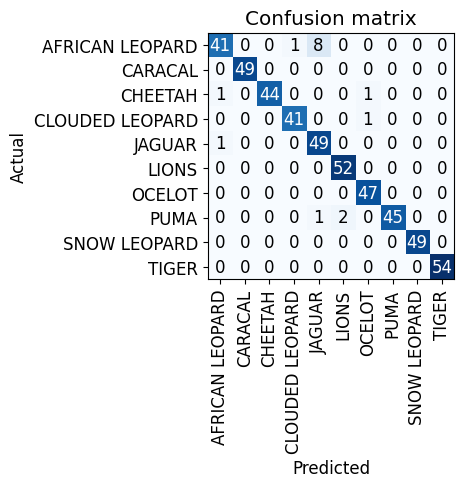 Confusion matrix
AFRICAN LEOPARD 41 0 0 1 8 0 0 0 0 0
CARACAL 0 49 0 0 0 0 0 0 0 0
CHEETAH 1 0 44 0 0 0 1 0 0 0
CLOUDED LEOPARD 0 0 0 41 0 0 1 0 0 0
JAGUAR 1 0 0 0 49 0 0 0 0 0
LIONS 0 0 0 0 0 52 0 0 0 0
OCELOT 0 0 0 0 0 0 47 0 0 0
PUMA 0 0 0 0 1 2 0 45 0 0
SNOW LEOPARD 0 0 0 0 0 0 0 0 49 0
TIGER 0 0 0 0 0 0 0 0 0 54
Actual
AFRICAN LEOPARD
CARACAL
CHEETAH
CLOUDED LEOPARD
JAGUAR
LIONS
OCELOT
PUMA
SNOW LEOPARD
TIGER
Predicted